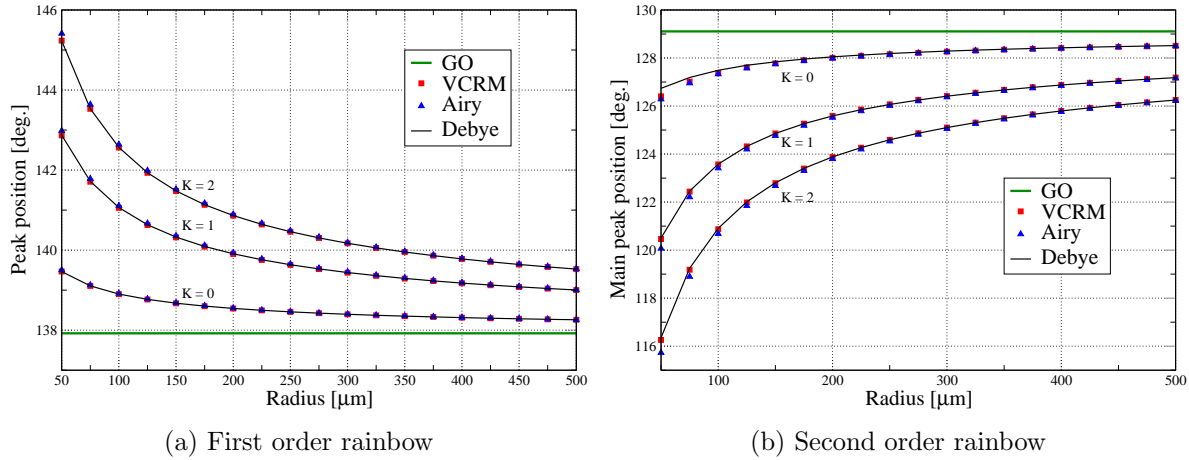 146
144
142
140
138
Peak position [deg.]
GO
VCRM
Airy
Debye
K = 2
K = 1
K = 0
50 100 150 200 250 300 350 400 450 500
Radius [μm]
(a) First order rainbow
130
128
126
124
122
120
118
116
Main peak position [deg.]
K = 0
K = 1
K = 2
GO
VCRM
Airy
Debye
100 200 300 400 500
Radius [μm]
(b) Second order rainbow